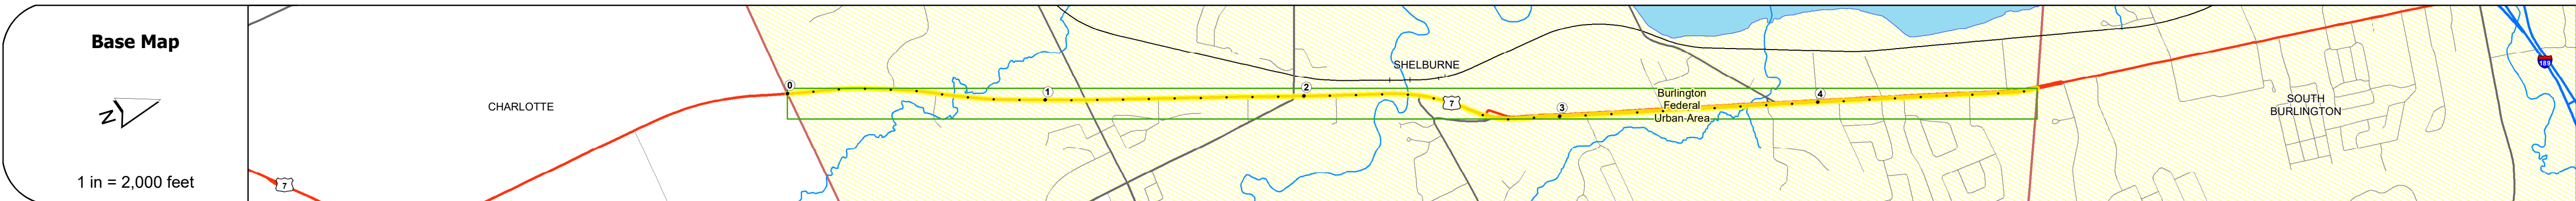 Base Map
N
1 in = 2,000 feet
7
CHARLOTTE
0
1
2
SHELBURNE
7
3
Burlington
Federal
Urban-Area
4
SOUTH
BURLINGTON
189